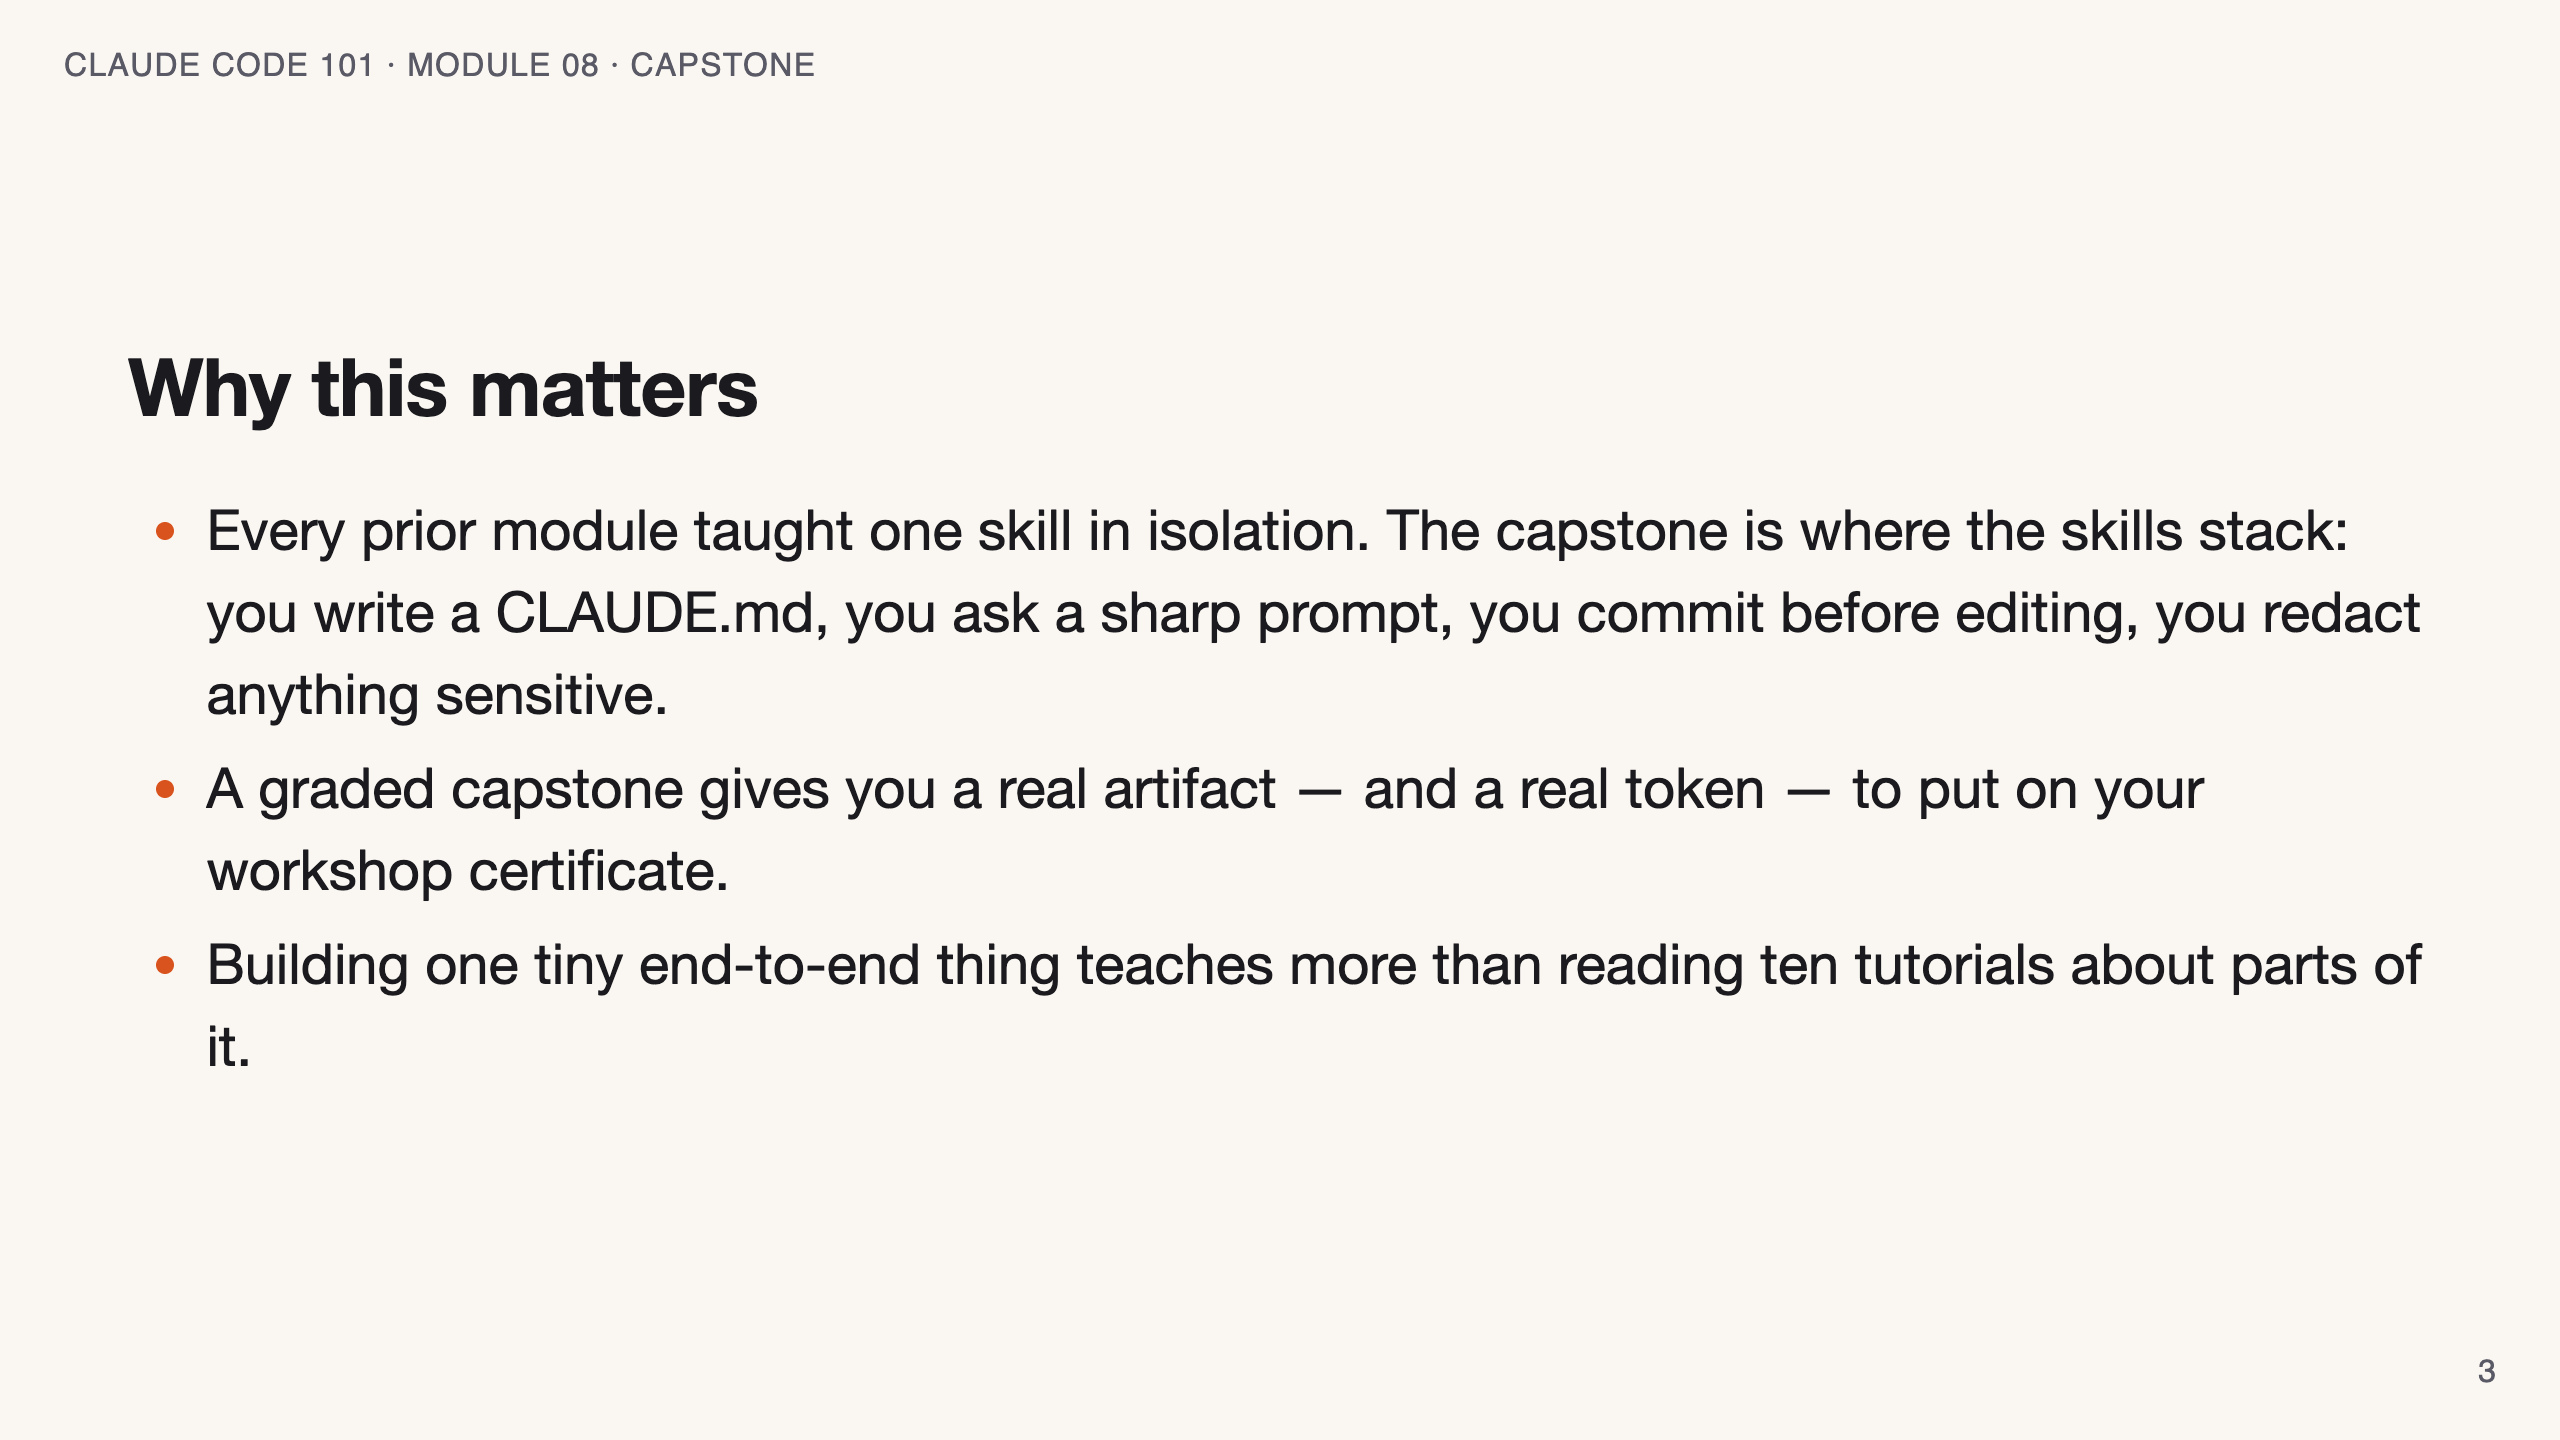 CLAUDE CODE 101 · MODULE 08 · CAPSTONE
Why this matters
• Every prior module taught one skill in isolation. The capstone is where the skills stack:
you write a CLAUDE.md, you ask a sharp prompt, you commit before editing, you redact
anything sensitive.
• A graded capstone gives you a real artifact — and a real token — to put on your
workshop certificate.
• Building one tiny end-to-end thing teaches more than reading ten tutorials about parts of
it.
3